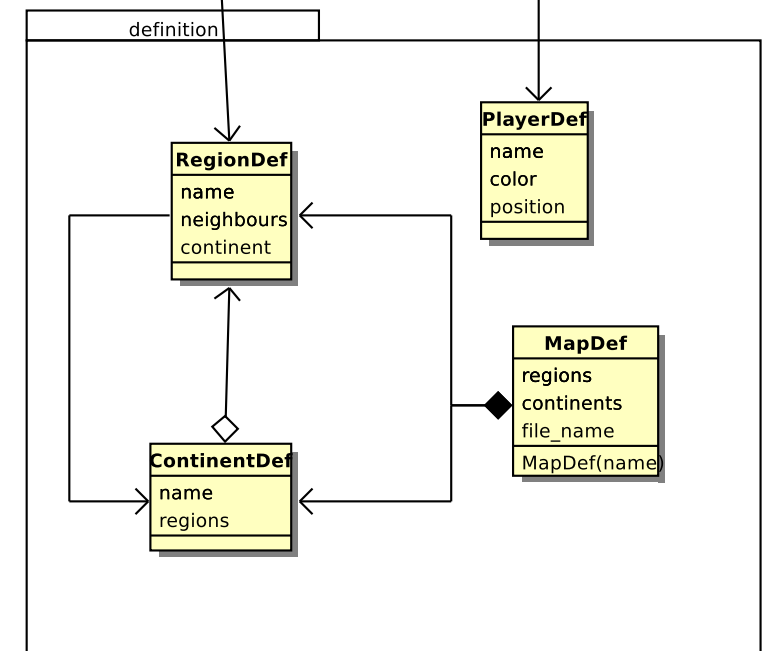 definition
PlayerDef
name
color
position
RegionDef
name
neighbours
continent
MapDef
regions
continents
file_name
MapDef(name)
ContinentDef
name
regions